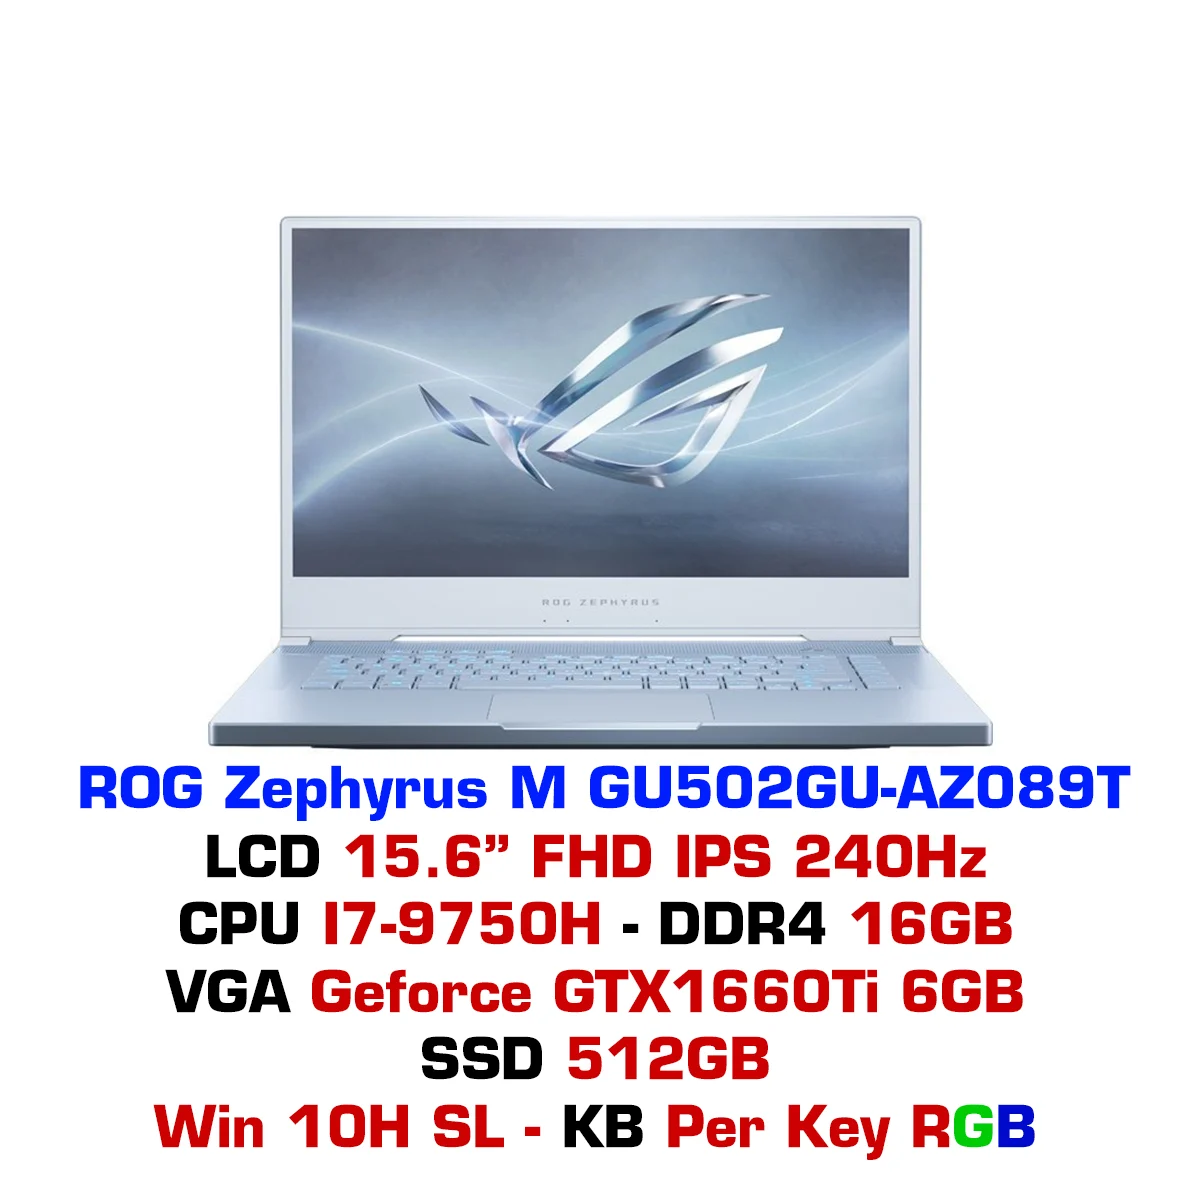 ROG ZEPHYRUS
ROG Zephyrus M GU502GU-AZ089T
LCD 15.6” FHD IPS 240Hz
CPU I7-9750H - DDR4 16GB
VGA Geforce GTX1660Ti 6GB
SSD 512GB
Win 10H SL - KB Per Key RGB